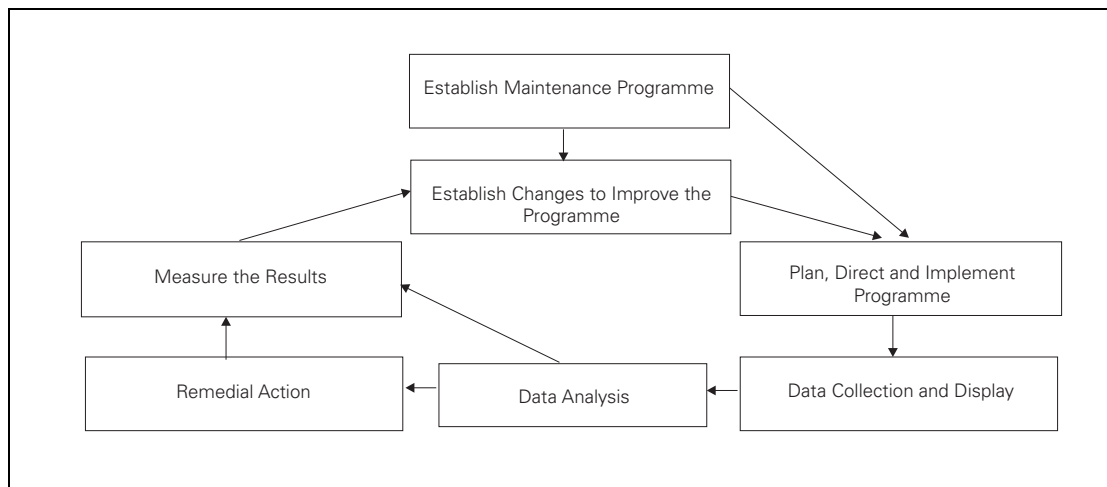 Establish Maintenance Programme
Establish Changes to Improve the
Programme
Measure the Results
Plan, Direct and Implement
Programme
Remedial Action
Data Analysis
Data Collection and Display